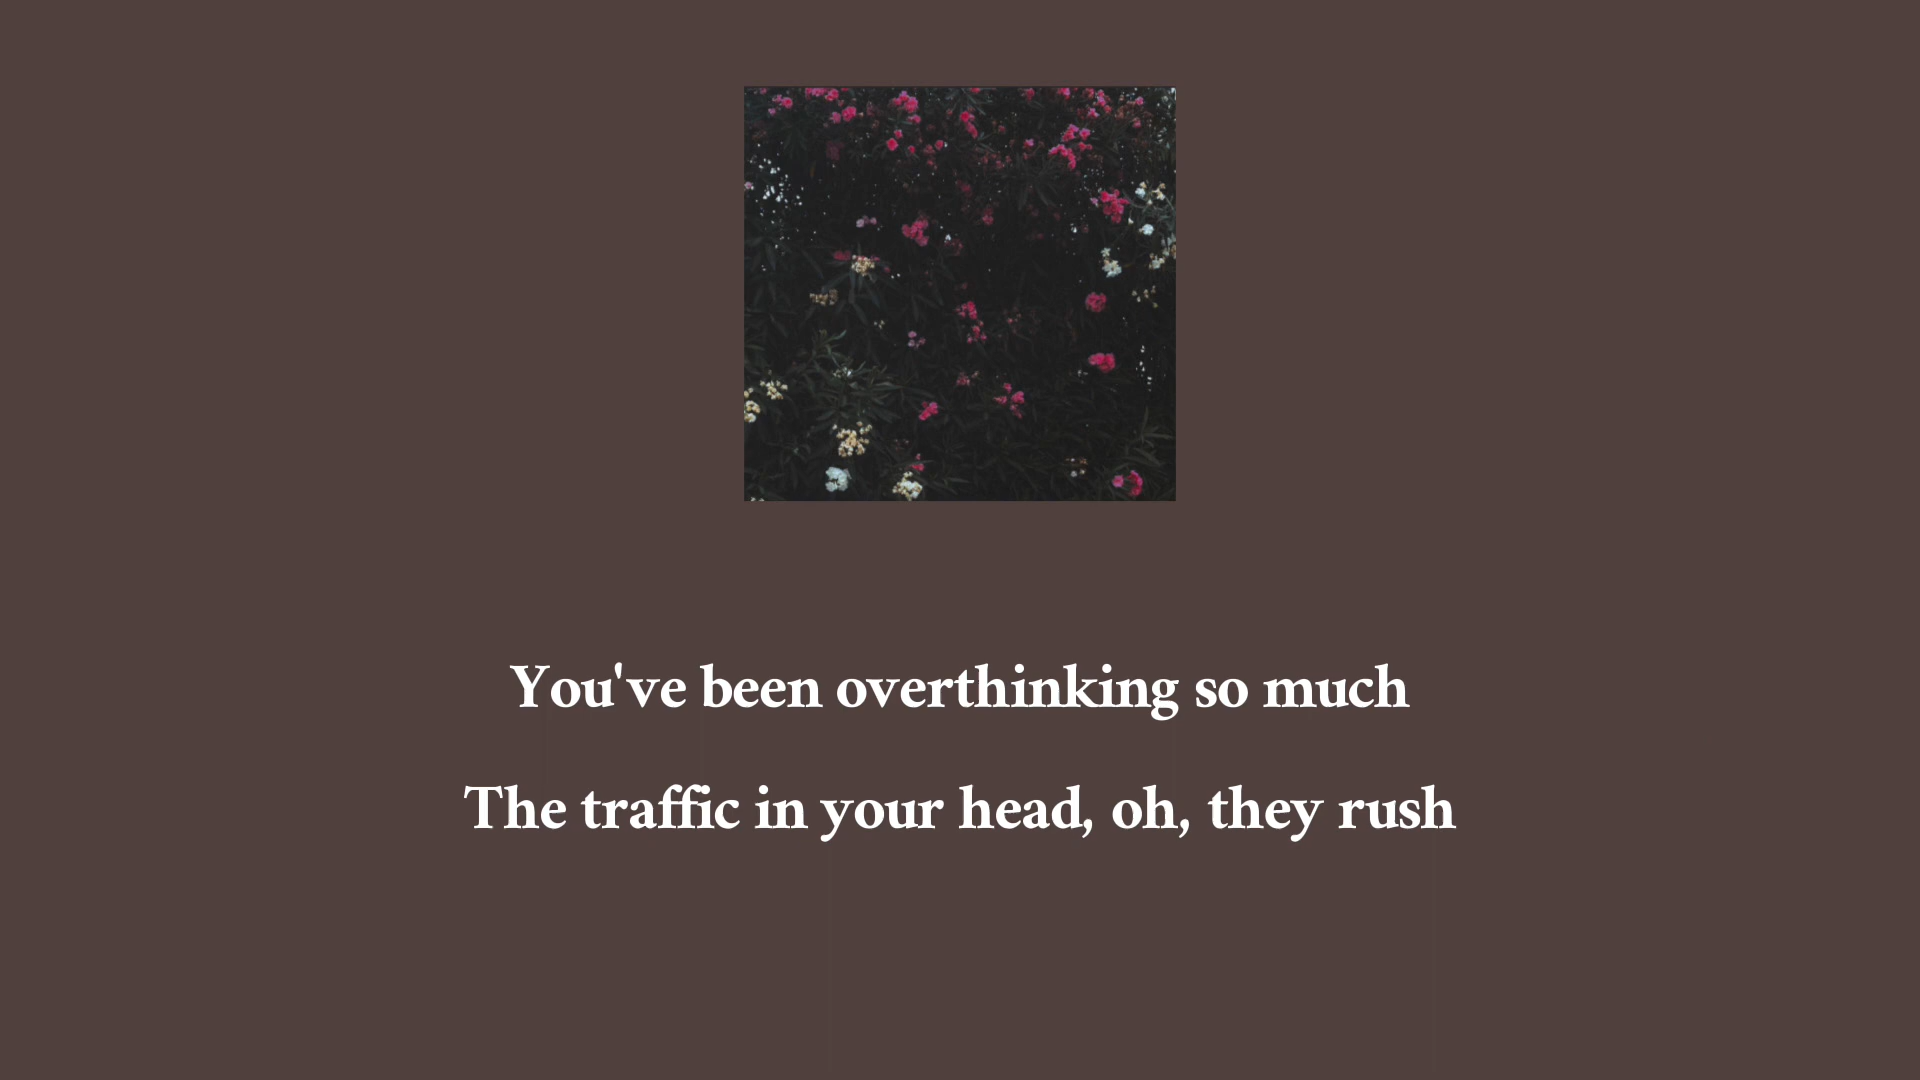 You've been overthinking so much
The traffic in your head, oh, they rush